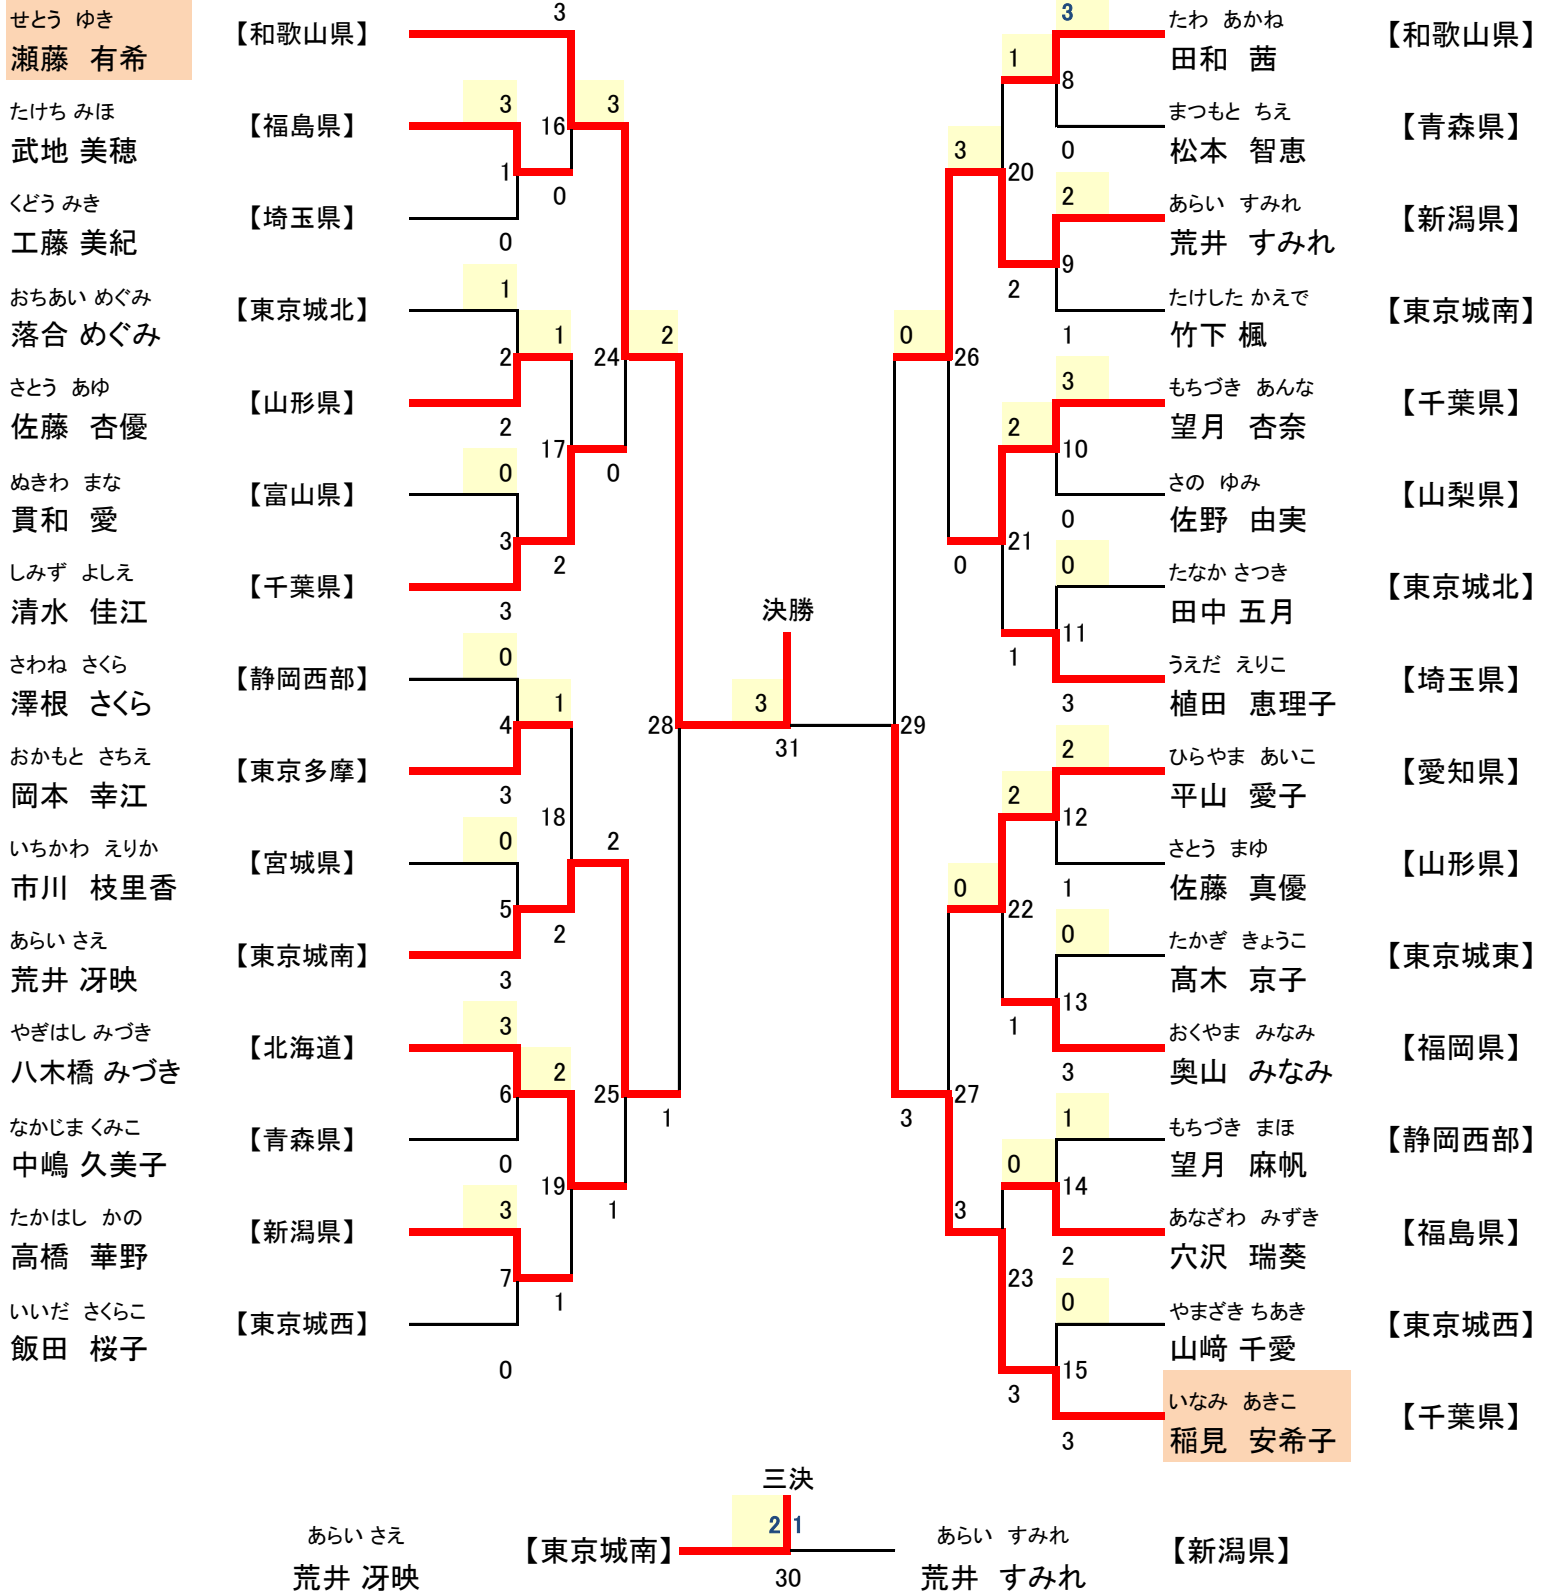 せとう ゆき
瀬藤 有希
【和歌山県】
3
たけち みほ
武地 美穂
【福島県】
3
16
3
1
0
くどう みき
工藤 美紀
【埼玉県】
0
おちあい めぐみ
落合 めぐみ
【東京城北】
1
1
2
24
2
さとう あゆ
佐藤 杏優
【山形県】
2
17
0
ぬきわ まな
貫和 愛
【富山県】
0
3
2
しみず よしえ
清水 佳江
【千葉県】
3
さわね さくら
澤根 さくら
【静岡西部】
0
1
4
28
おかもと さちえ
岡本 幸江
【東京多摩】
3
18
2
いちかわ えりか
市川 枝里香
【宮城県】
0
5
2
あらい さえ
荒井 冴映
【東京城南】
3
やぎはし みづき
八木橋 みづき
【北海道】
3
2
6
25
1
なかじま くみこ
中嶋 久美子
【青森県】
0
19
1
たかはし かの
高橋 華野
【新潟県】
3
7
1
いいだ さくらこ
飯田 桜子
【東京城西】
0
決勝
3
31
3
たわ あかね
田和 茜
【和歌山県】
1
8
まつもと ちえ
松本 智恵
【青森県】
0
3
20
2
あらい すみれ
荒井 すみれ
【新潟県】
9
2
たけした かえで
竹下 楓
【東京城南】
1
0
26
3
もちづき あんな
望月 杏奈
【千葉県】
2
10
さの ゆみ
佐野 由実
【山梨県】
0
21
0
0
たなか さつき
田中 五月
【東京城北】
11
1
うえだ えりこ
植田 恵理子
【埼玉県】
3
29
2
ひらやま あいこ
平山 愛子
【愛知県】
2
12
さとう まゆ
佐藤 真優
【山形県】
1
0
22
0
たかぎ きょうこ
髙木 京子
【東京城東】
13
1
おくやま みなみ
奥山 みなみ
【福岡県】
3
27
3
1
もちづき まほ
望月 麻帆
【静岡西部】
0
14
3
あなざわ みずき
穴沢 瑞葵
【福島県】
2
23
0
やまざき ちあき
山﨑 千愛
【東京城西】
15
3
いなみ あきこ
稲見 安希子
【千葉県】
3
三決
あらい さえ
荒井 冴映
【東京城南】
2 1
30
あらい すみれ
荒井 すみれ
【新潟県】